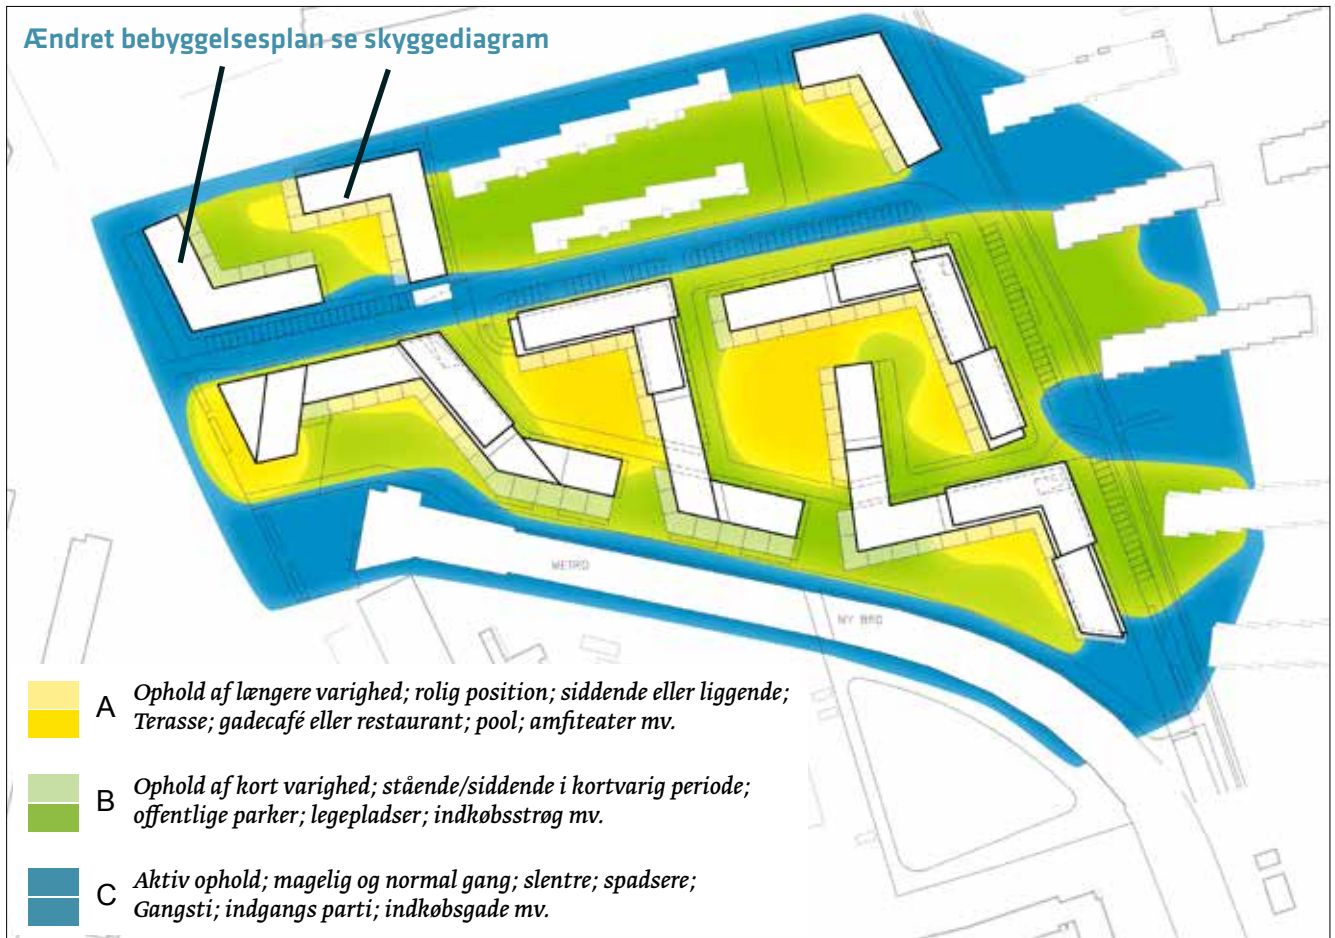 Ændret bebyggelsesplan se skyggediagram
METRO
NY BRO
A
Ophold af længere varighed; rolig position; siddende eller liggende;
Terasse; gadecafé eller restaurant; pool; amfiteater mv.
B
Ophold af kort varighed; stående/siddende i kortvarig periode;
offentlige parker; legepladser; indkøbsstrøg mv.
C
Aktiv ophold; magelig og normal gang; slentre; spadsere;
Gangsti; indgangs parti; indkøbsgade mv.